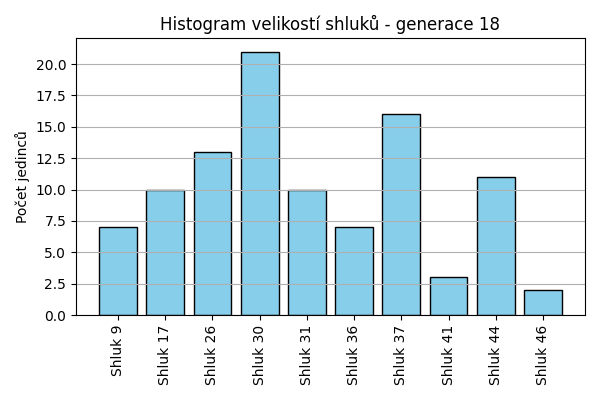 Histogram velikostí shluků - generace 18
Počet jedinců
20.0
17.5
15.0
12.5
10.0
7.5
5.0
2.5
0.0
Shluk 9
Shluk 17
Shluk 26
Shluk 30
Shluk 31
Shluk 36
Shluk 37
Shluk 41
Shluk 44
Shluk 46